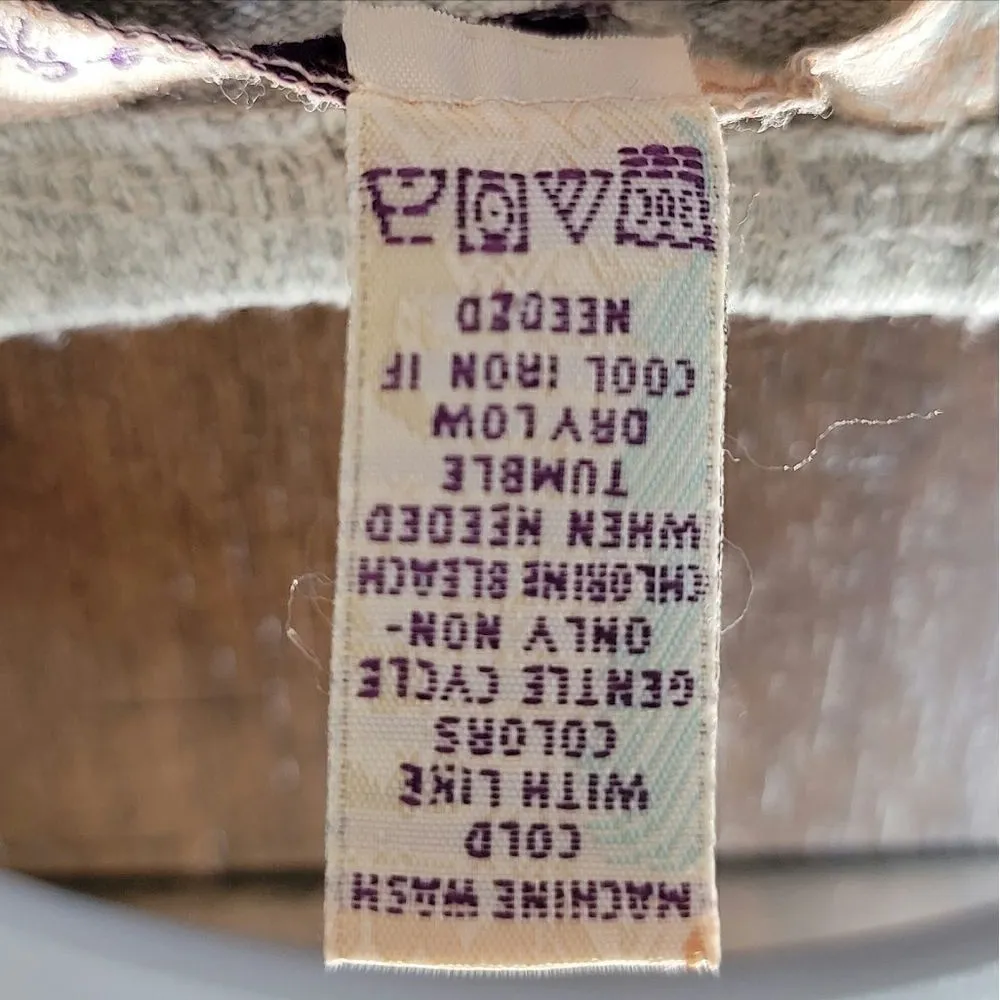 MACHINE WASH
COLD
WITH LIKE
COLORS
GENTLE CYCLE
ONLY NON-
CHLORINE BLEACH
WHEN NEEDED
TUMBLE
DRY LOW
COOL IRON IF
NEEDED
30C